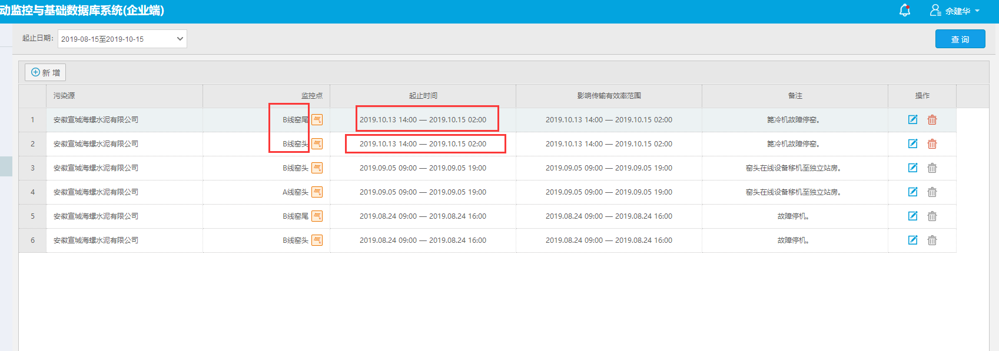 动监控与基础数据库系统(企业端)
佘建华
起止日期: 2019-08-15至2019-10-15 查 询
新 增
污染源 监控点 起止时间 影响传输有效率范围 备注 操作
1 安徽宣城海螺水泥有限公司 B线窑尾 气 2019.10.13 14:00 — 2019.10.15 02:00 2019.10.13 14:00 — 2019.10.15 02:00 篦冷机故障停窑。
2 安徽宣城海螺水泥有限公司 B线窑头 气 2019.10.13 14:00 — 2019.10.15 02:00 2019.10.13 14:00 — 2019.10.15 02:00 篦冷机故障停窑。
3 安徽宣城海螺水泥有限公司 B线窑头 气 2019.09.05 09:00 — 2019.09.05 19:00 2019.09.05 09:00 — 2019.09.05 19:00 窑头在线设备移机至独立站房。
4 安徽宣城海螺水泥有限公司 A线窑头 气 2019.09.05 09:00 — 2019.09.05 19:00 2019.09.05 09:00 — 2019.09.05 19:00 窑头在线设备移机至独立站房。
5 安徽宣城海螺水泥有限公司 B线窑尾 气 2019.08.24 09:00 — 2019.08.24 16:00 2019.08.24 09:00 — 2019.08.24 16:00 故障停机。
6 安徽宣城海螺水泥有限公司 B线窑头 气 2019.08.24 09:00 — 2019.08.24 16:00 2019.08.24 09:00 — 2019.08.24 16:00 故障停机。